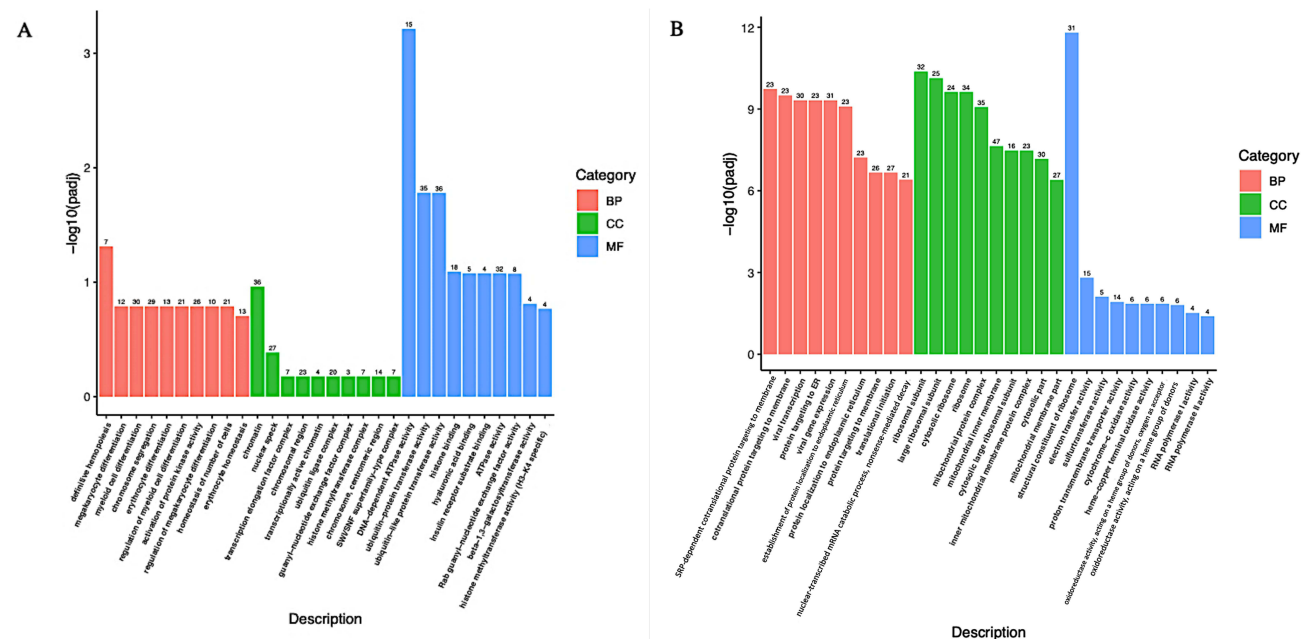 A
−log10(padj)
3
2
1
0
7
12
30
29
13
21
26
10
21
13
36
27
7
23
4
20
3
7
14
7
15
35
36
18
5
4
32
8
4
4
definitive hemopoiesis
megakaryocyte differentiation
myeloid cell differentiation
chromosome segregation
erythrocyte differentiation
regulation of myeloid cell differentiation
activation of protein kinase activity
regulation of megakaryocyte differentiation
homeostasis of number of cells
erythrocyte homeostasis
chromatin
nuclear speck
transcription elongation factor complex
chromosomal region
transcriptionally active chromatin
ubiquitin ligase complex
guanyl−nucleotide exchange factor complex
histone methyltransferase complex
chromosome, centromeric region
SWI/SNF superfamily−type complex
DNA−dependent ATPase activity
ubiquitin−protein transferase activity
ubiquitin−like protein transferase activity
histone binding
hyaluronic acid binding
insulin receptor substrate binding
ATPase activity
Rab guanyl−nucleotide exchange factor activity
beta−1,3−galactosyltransferase activity
histone methyltransferase activity (H3−K4 specific)
Description
Category
BP
CC
MF
B
−log10(padj)
12
9
6
3
0
23
23
30
23
31
23
23
26
27
21
32
25
24
34
35
47
16
23
30
27
31
15
5
14
6
6
6
6
4
4
SRP-dependent cotranslational protein targeting to membrane
cotranslational protein targeting to membrane
viral transcription
protein targeting to ER
viral gene expression
establishment of protein localization to endoplasmic reticulum
protein localization to endoplasmic reticulum
protein targeting to membrane
translational initiation
nuclear-transcribed mRNA catabolic process, nonsense-mediated decay
ribosomal subunit
large ribosomal subunit
cytosolic ribosome
ribosome
mitochondrial protein complex
mitochondrial inner membrane
cytosolic large ribosomal subunit
inner mitochondrial membrane protein complex
cytosolic part
mitochondrial membrane part
structural constituent of ribosome
electron transfer activity
sulfurtransferase activity
proton transmembrane transporter activity
cytochrome−c oxidase activity
heme−copper terminal oxidase activity
oxidoreductase activity, acting on a heme group of donors, oxygen as acceptor
oxidoreductase activity, acting on a heme group of donors
RNA polymerase I activity
RNA polymerase II activity
Description
Category
BP
CC
MF